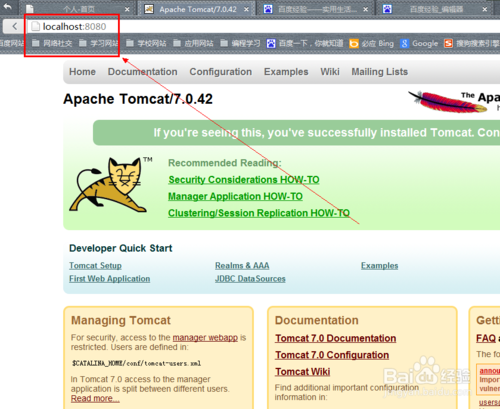 个人-首页
Apache Tomcat/7.0.42
百度经验——实用生活...
百度经验_编辑器
localhost:8080
百度网站 网络社交 学习网站 学校网站 应用网站 编程学习 百度一下，你就知道 必应 Bing Google 搜狗搜索引擎
Home Documentation Configuration Examples Wiki Mailing Lists
Apache Tomcat/7.0.42
The Apa
If you're seeing this, you've successfully installed Tomcat. Con
TM
Recommended Reading:
Security Considerations HOW-TO
Manager Application HOW-TO
Clustering/Session Replication HOW-TO
Developer Quick Start
Tomcat Setup Realms & AAA Examples
First Web Application JDBC DataSources
Managing Tomcat
For security, access to the manager webapp is
restricted. Users are defined in:
$CATALINA_HOME/conf/tomcat-users.xml
In Tomcat 7.0 access to the manager
application is split between different users.
Read more...
Documentation
Tomcat 7.0 Documentation
Tomcat 7.0 Configuration
Tomcat Wiki
Find additional important configuration
information in:
Getti
FAQ a
The fo
annou
Impor
vulner
users
Bai 经验